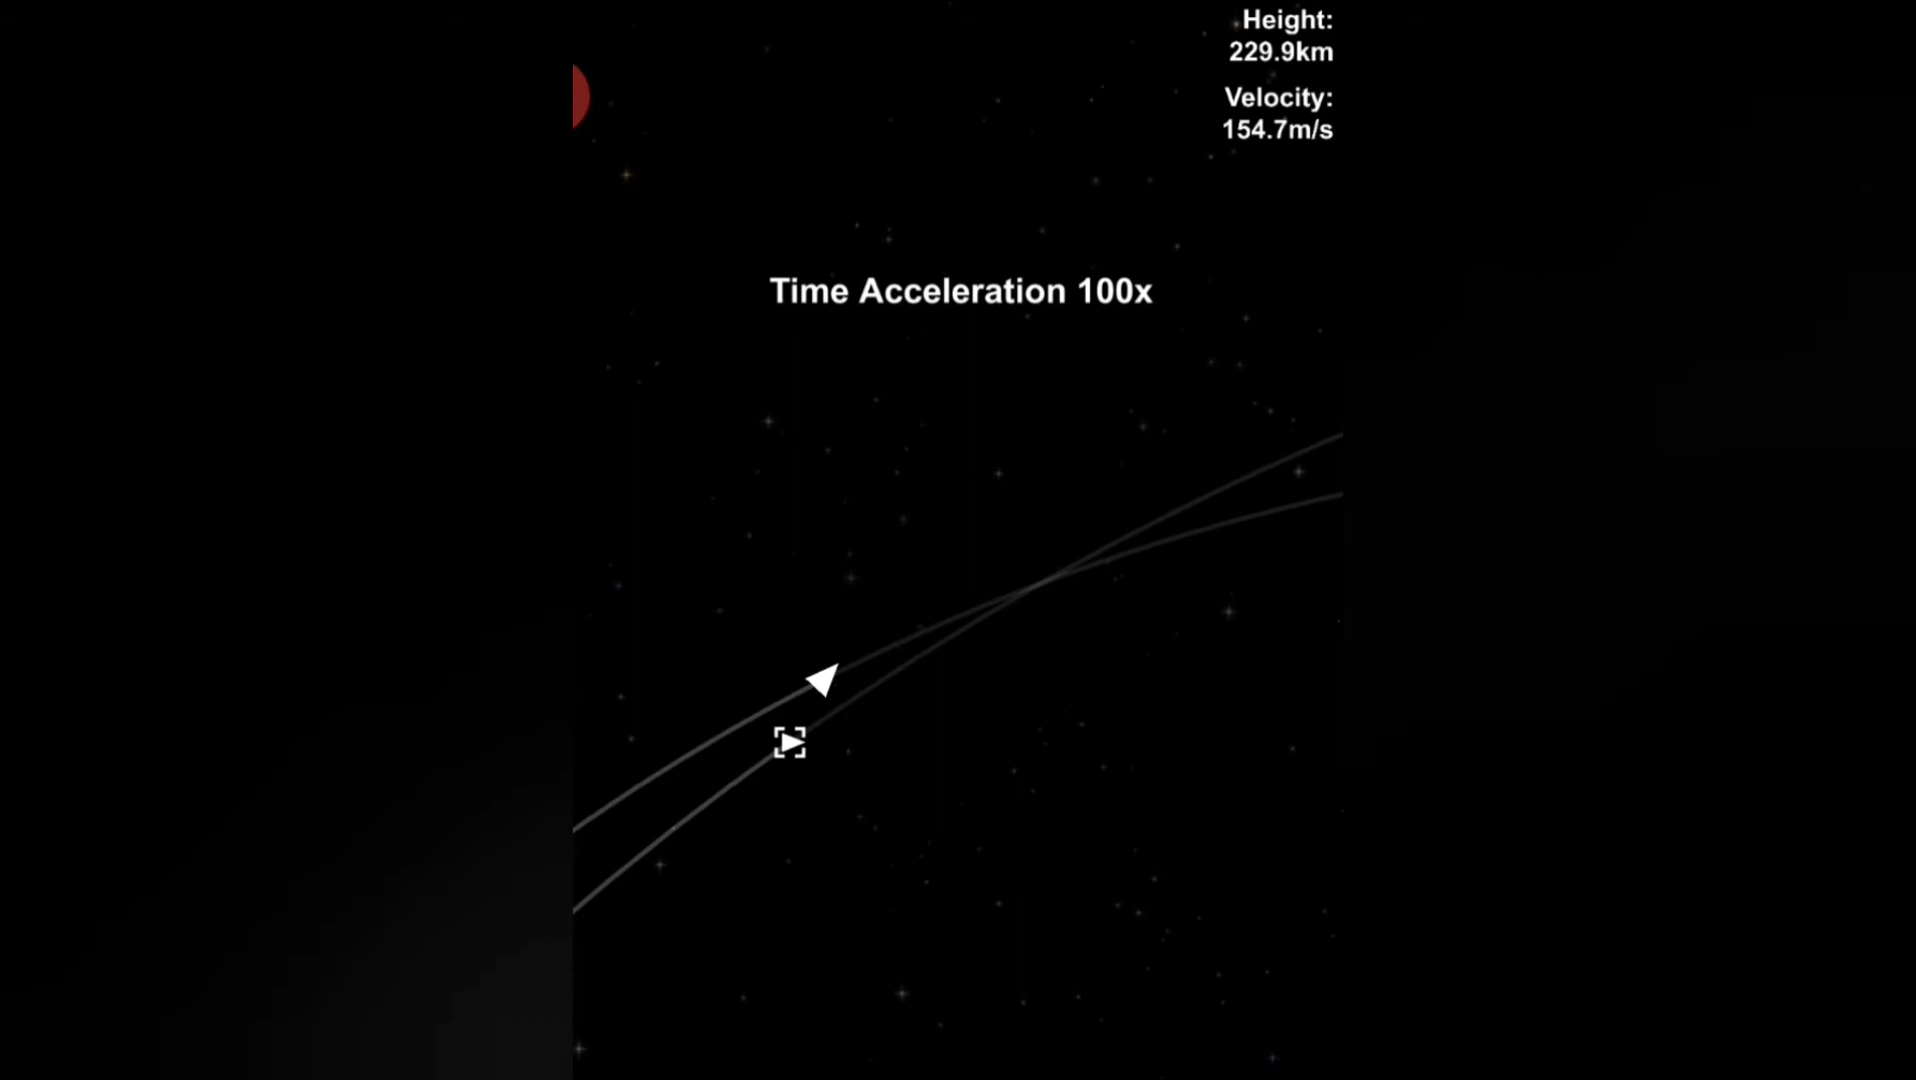 Height:
229.9km
Velocity:
154.7m/s
Time Acceleration 100x